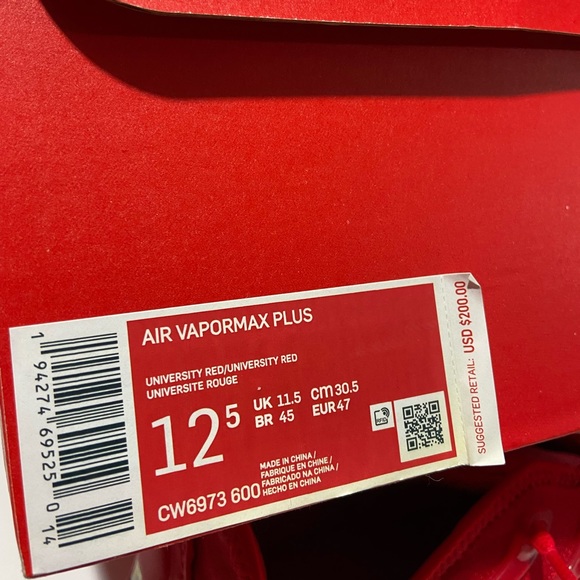 AIR VAPORMAX PLUS
UNIVERSITY RED/UNIVERSITY RED
UNIVERSITE ROUGE
12⁵
UK 11.5 cm 30.5
BR 45 EUR 47
RFID
MADE IN CHINA /
FABRIQUE EN CHINE /
FABRICADO NA CHINA /
HECHO EN CHINA
CW6973 600
1 94274 69525 0 14
SUGGESTED RETAIL: USD $200.00